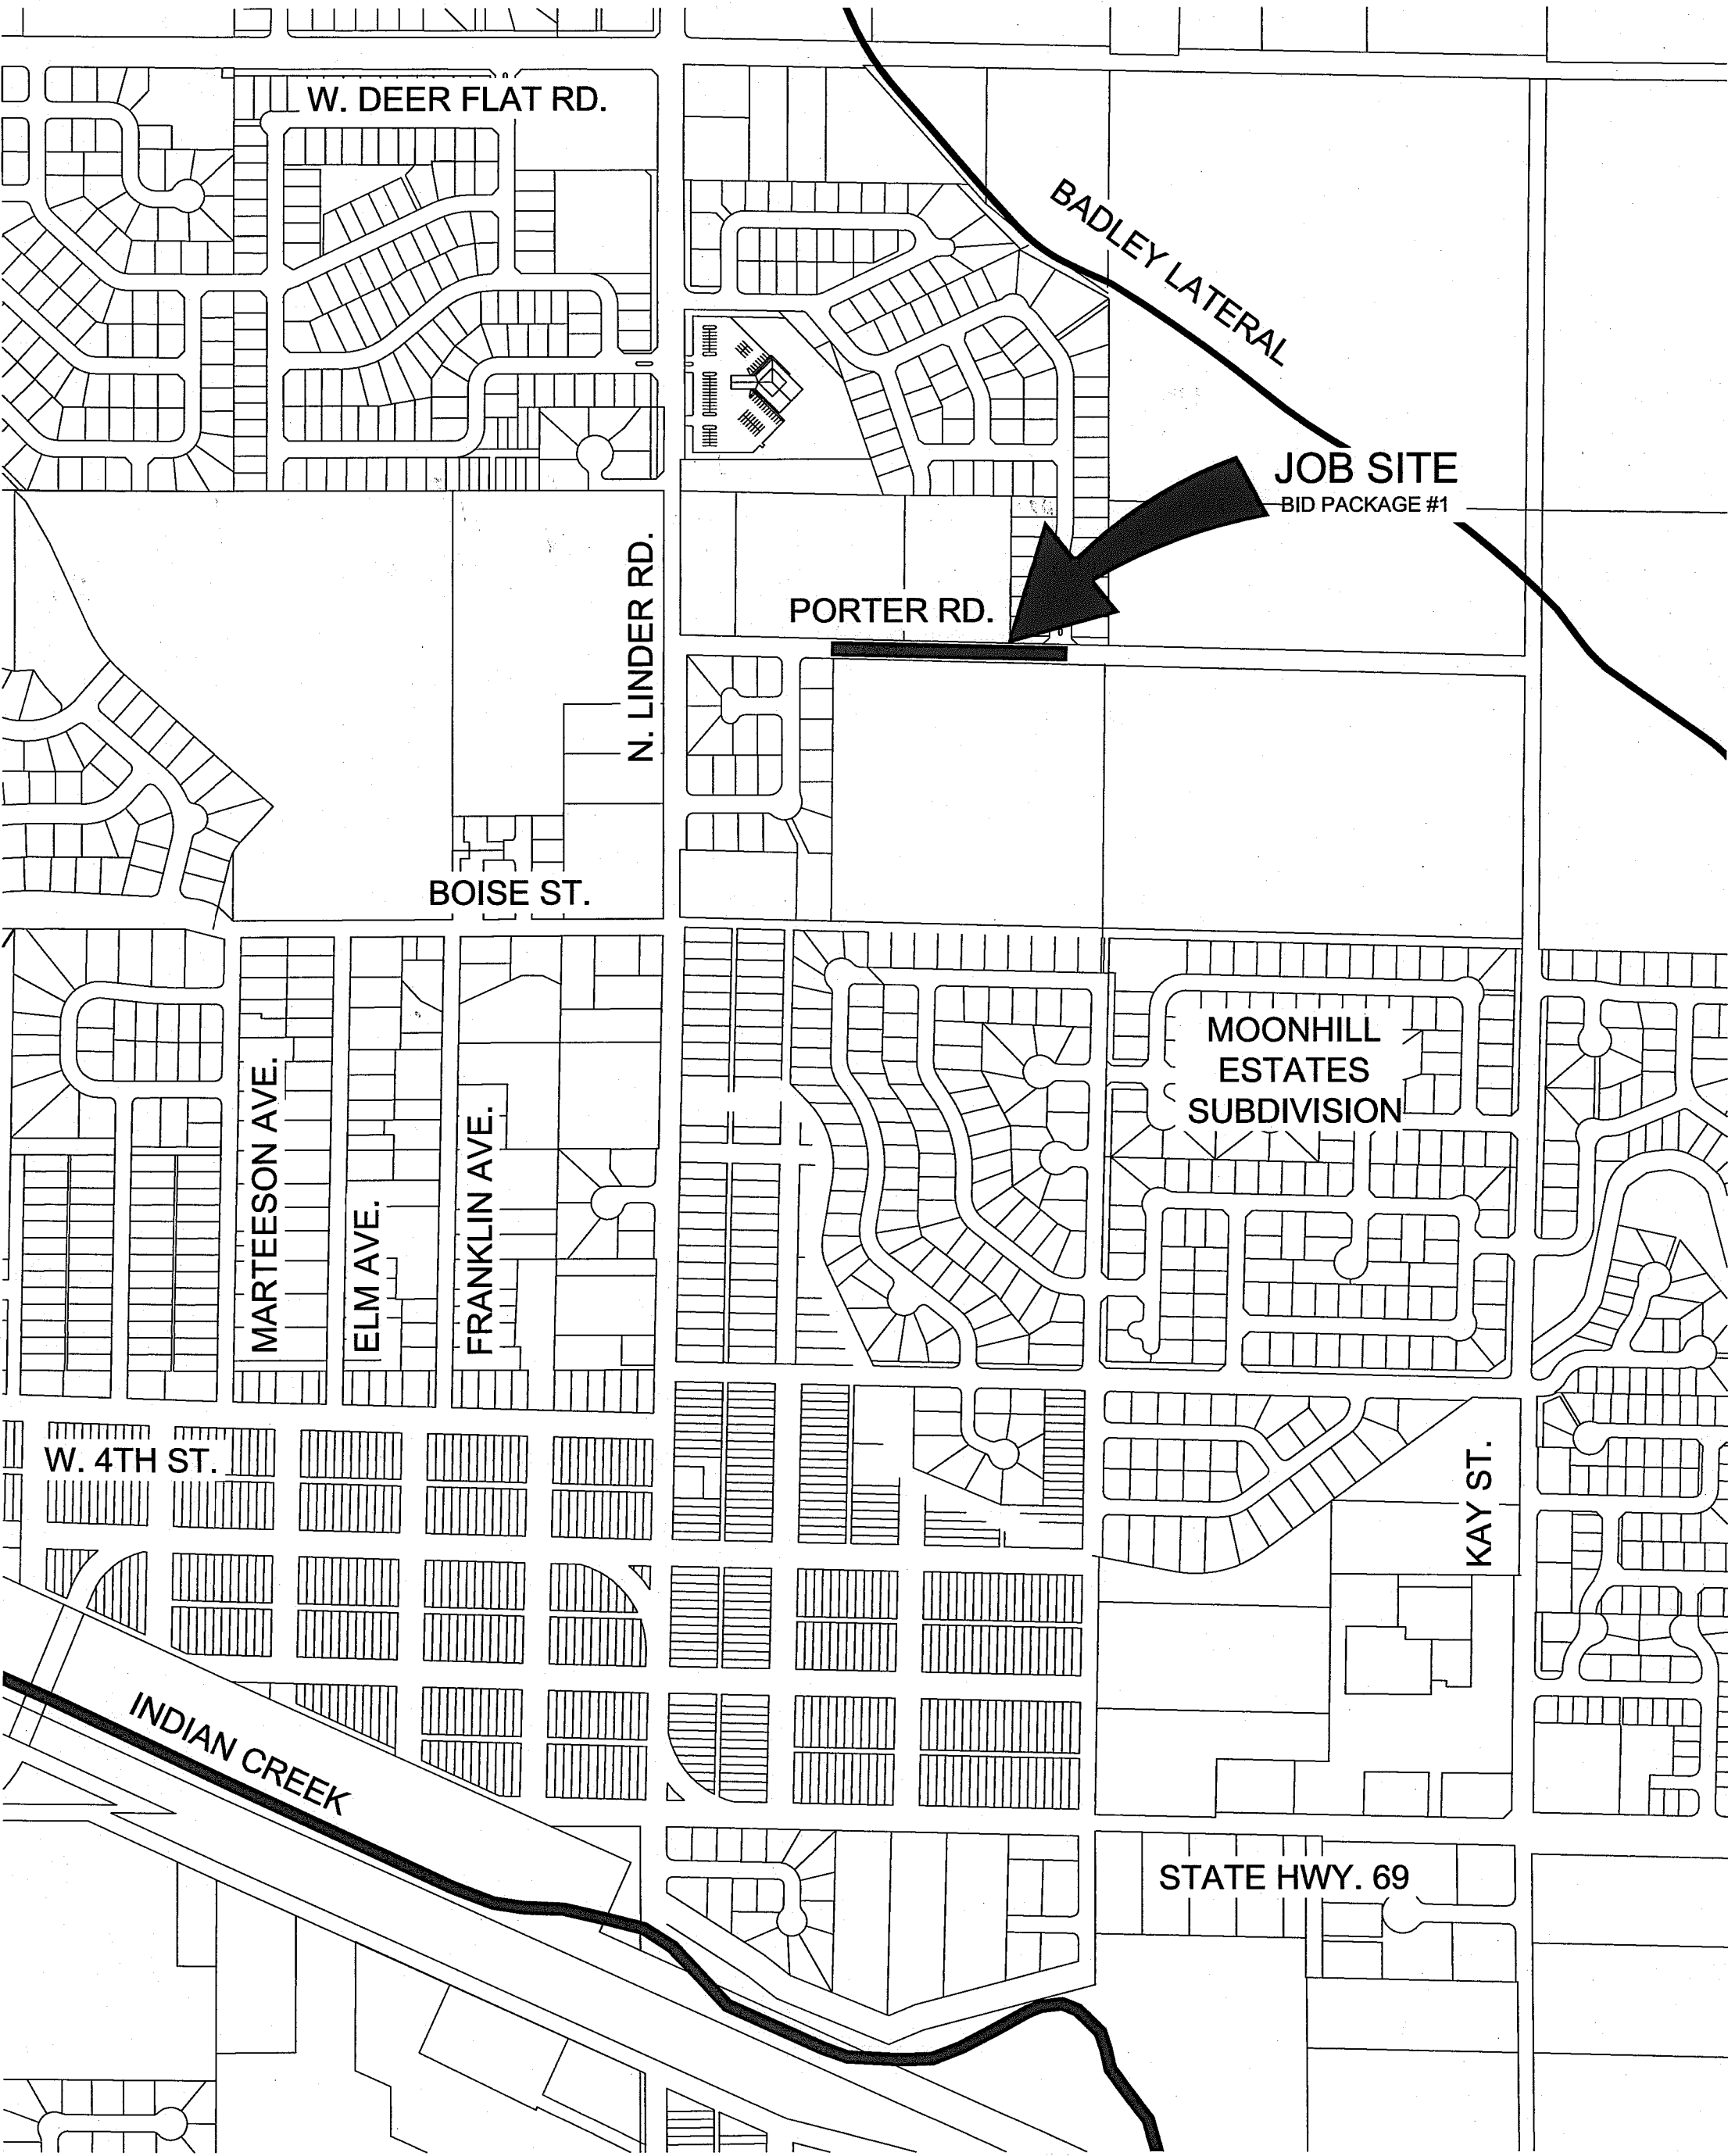 W. DEER FLAT RD.
BADLEY LATERAL
JOB SITE
BID PACKAGE #1
N. LINDER RD.
PORTER RD.
BOISE ST.
MOONHILL
ESTATES
SUBDIVISION
MARTEESON AVE.
ELM AVE.
FRANKLIN AVE.
W. 4TH ST.
KAY ST.
INDIAN CREEK
STATE HWY. 69